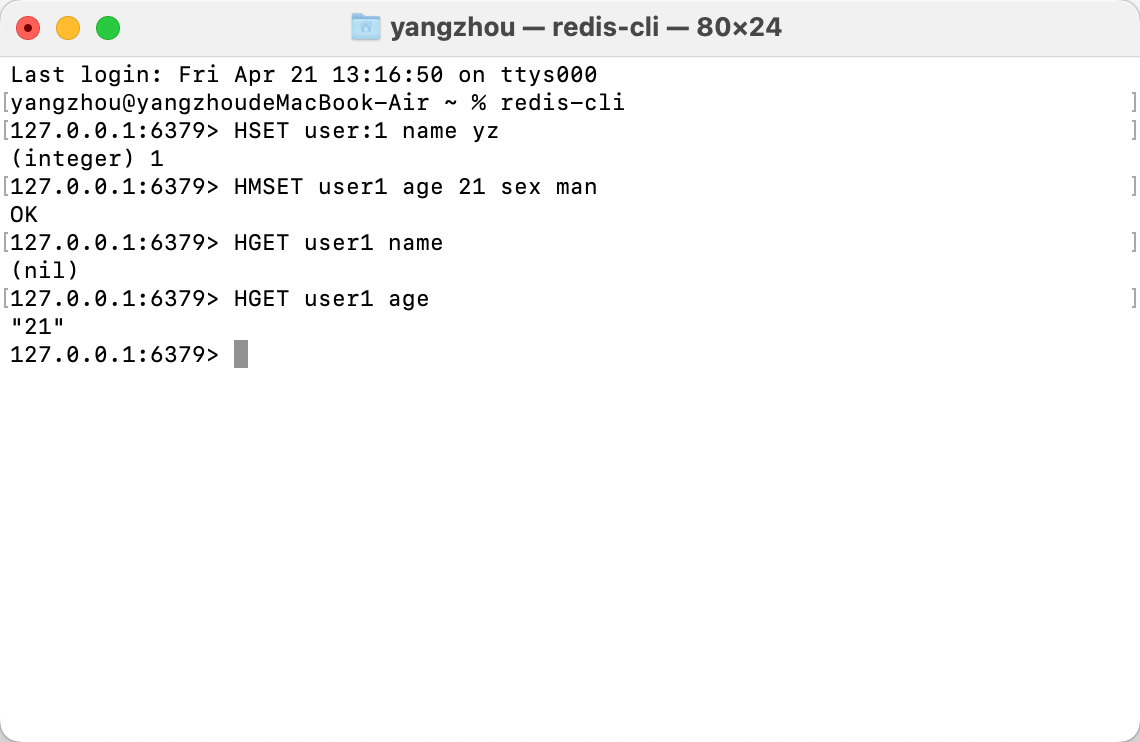 yangzhou — redis-cli — 80×24
Last login: Fri Apr 21 13:16:50 on ttys000
[yangzhou@yangzhoudeMacBook-Air ~ % redis-cli ]
[127.0.0.1:6379> HSET user:1 name yz ]
(integer) 1
[127.0.0.1:6379> HMSET user1 age 21 sex man ]
OK
[127.0.0.1:6379> HGET user1 name ]
(nil)
[127.0.0.1:6379> HGET user1 age ]
"21"
127.0.0.1:6379>